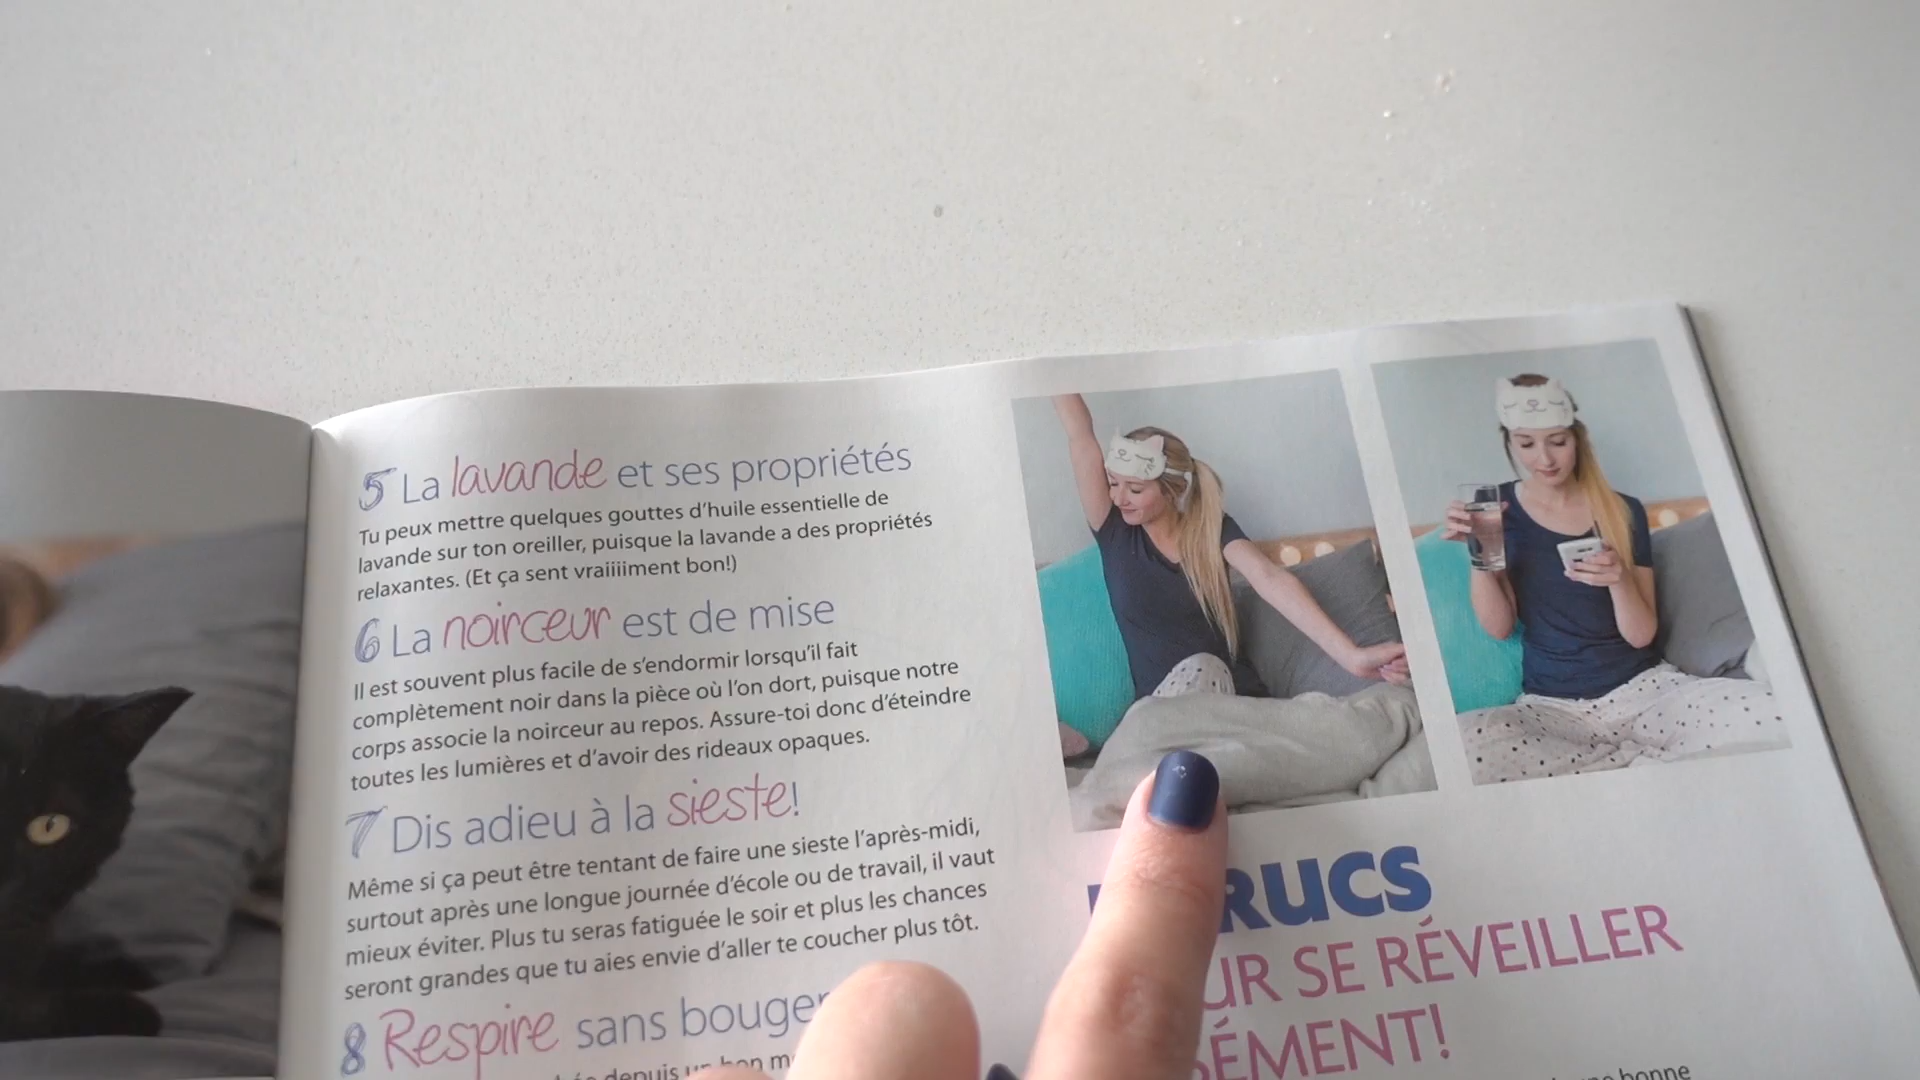 5 La lavande et ses propriétés
Tu peux mettre quelques gouttes d'huile essentielle de
lavande sur ton oreiller, puisque la lavande a des propriétés
relaxantes. (Et ça sent vraiiiiment bon!)
6 La noirceur est de mise
Il est souvent plus facile de s'endormir lorsqu'il fait
complètement noir dans la pièce où l'on dort, puisque notre
corps associe la noirceur au repos. Assure-toi donc d'éteindre
toutes les lumières et d'avoir des rideaux opaques.
7 Dis adieu à la sieste!
Même si ça peut être tentant de faire une sieste l'après-midi,
surtout après une longue journée d'école ou de travail, il vaut
mieux éviter. Plus tu seras fatiguée le soir et plus les chances
seront grandes que tu aies envie d'aller te coucher plus tôt.
8 Respire sans bouger
depuis un bon
RUCS
UR SE RÉVEILLER
SÉMENT!
bonne